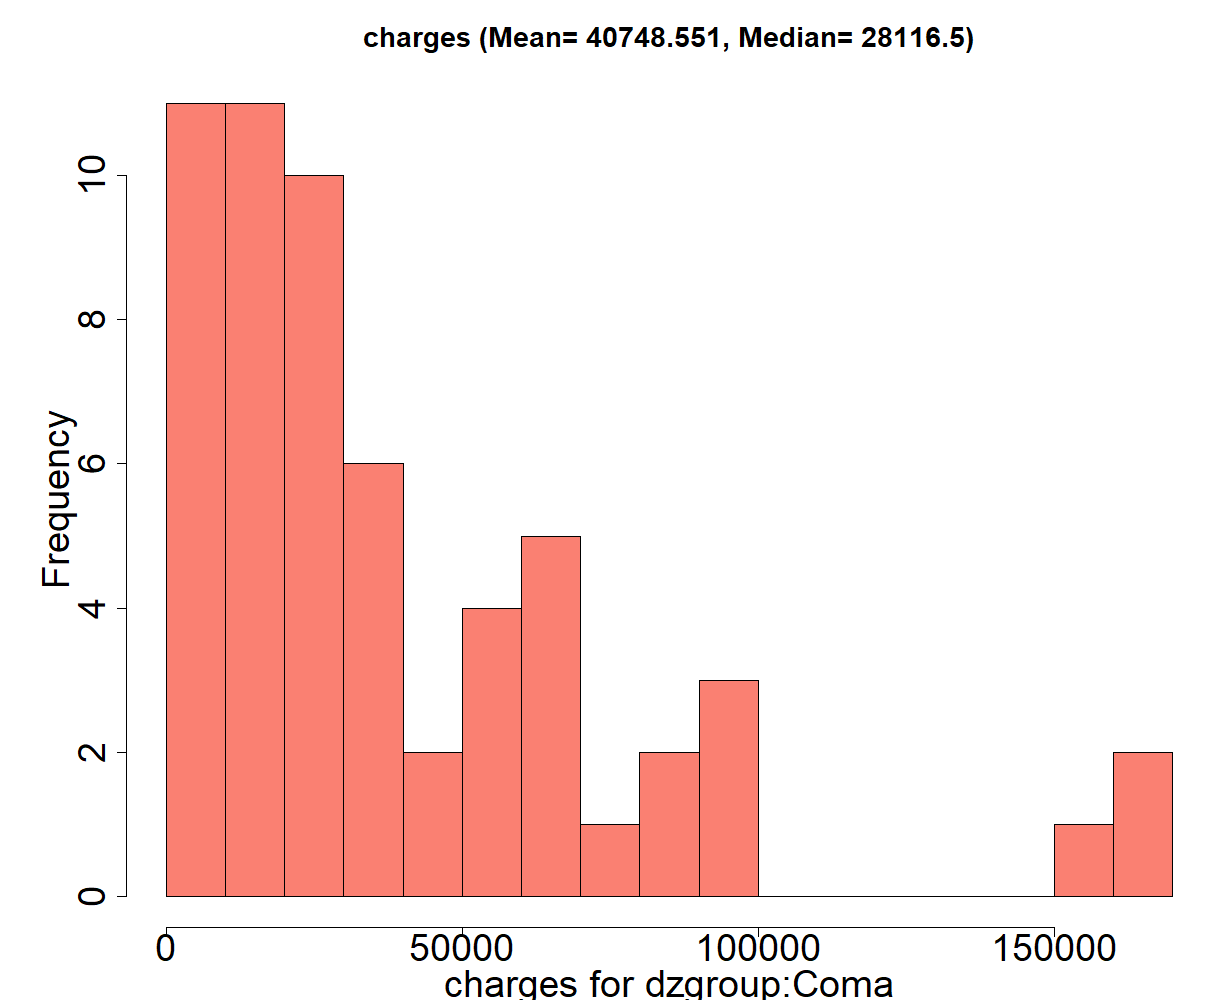 charges (Mean= 40748.551, Median= 28116.5)
10
8
6
4
2
0
Frequency
0 50000 100000 150000
charges for dzgroup:Coma